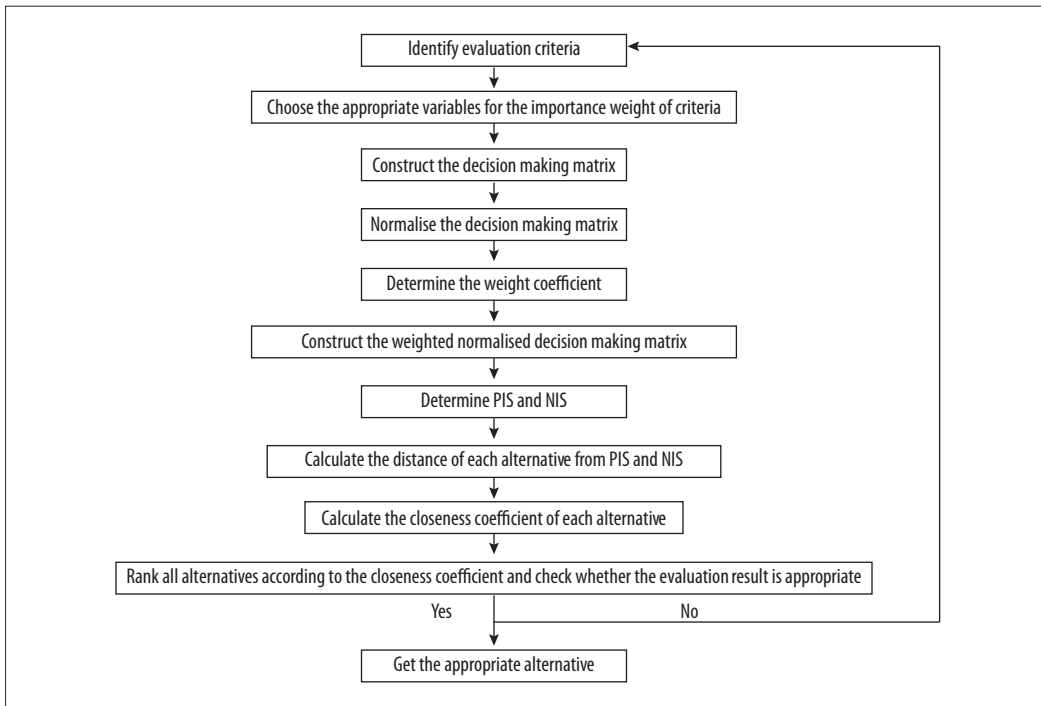 Identify evaluation criteria
Choose the appropriate variables for the importance weight of criteria
Construct the decision making matrix
Normalise the decision making matrix
Determine the weight coefficient
Construct the weighted normalised decision making matrix
Determine PIS and NIS
Calculate the distance of each alternative from PIS and NIS
Calculate the closeness coefficient of each alternative
Rank all alternatives according to the closeness coefficient and check whether the evaluation result is appropriate
Yes No
Get the appropriate alternative